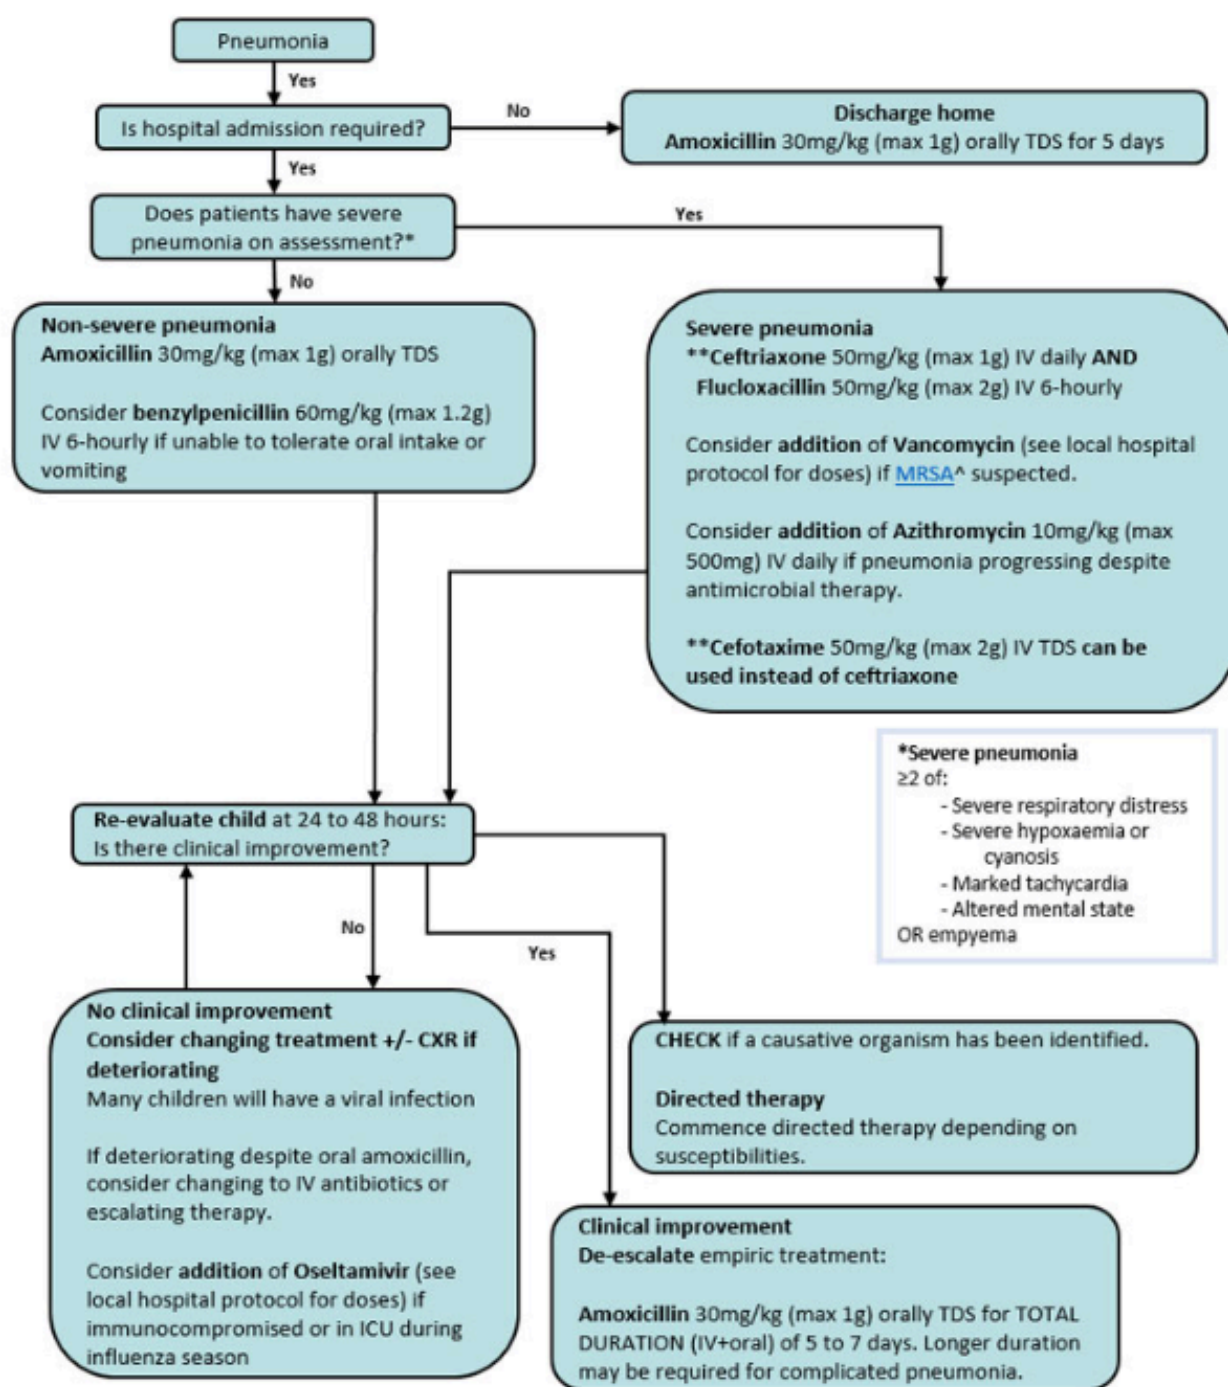 Pneumonia
Yes
Is hospital admission required?
No
Discharge home
Amoxicillin 30mg/kg (max 1g) orally TDS for 5 days
Yes
Does patients have severe
pneumonia on assessment?*
Yes
No
Non-severe pneumonia
Amoxicillin 30mg/kg (max 1g) orally TDS
Consider benzylpenicillin 60mg/kg (max 1.2g)
IV 6-hourly if unable to tolerate oral intake or
vomiting
Severe pneumonia
**Ceftriaxone 50mg/kg (max 1g) IV daily AND
Flucloxacillin 50mg/kg (max 2g) IV 6-hourly
Consider addition of Vancomycin (see local hospital
protocol for doses) if MRSA^ suspected.
Consider addition of Azithromycin 10mg/kg (max
500mg) IV daily if pneumonia progressing despite
antimicrobial therapy.
**Cefotaxime 50mg/kg (max 2g) IV TDS can be
used instead of ceftriaxone
*Severe pneumonia
≥2 of:
- Severe respiratory distress
- Severe hypoxaemia or
cyanosis
- Marked tachycardia
- Altered mental state
OR empyema
Re-evaluate child at 24 to 48 hours:
Is there clinical improvement?
No
Yes
No clinical improvement
Consider changing treatment +/- CXR if
deteriorating
Many children will have a viral infection
If deteriorating despite oral amoxicillin,
consider changing to IV antibiotics or
escalating therapy.
Consider addition of Oseltamivir (see
local hospital protocol for doses) if
immunocompromised or in ICU during
influenza season
CHECK if a causative organism has been identified.
Directed therapy
Commence directed therapy depending on
susceptibilities.
Clinical improvement
De-escalate empiric treatment:
Amoxicillin 30mg/kg (max 1g) orally TDS for TOTAL
DURATION (IV+oral) of 5 to 7 days. Longer duration
may be required for complicated pneumonia.